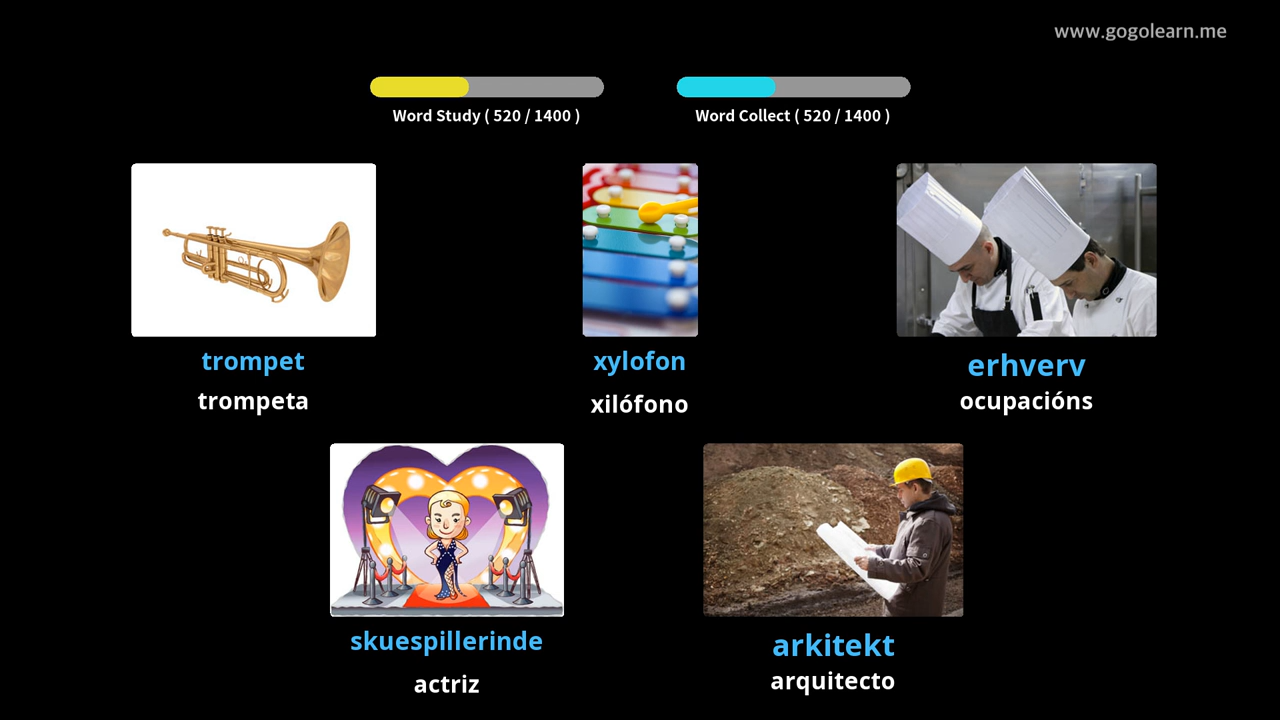 www.gogolearn.me
Word Study ( 520 / 1400 )
Word Collect ( 520 / 1400 )
trompet
trompeta
xylofon
xilófono
erhverv
ocupacións
skuespillerinde
actriz
arkitekt
arquitecto